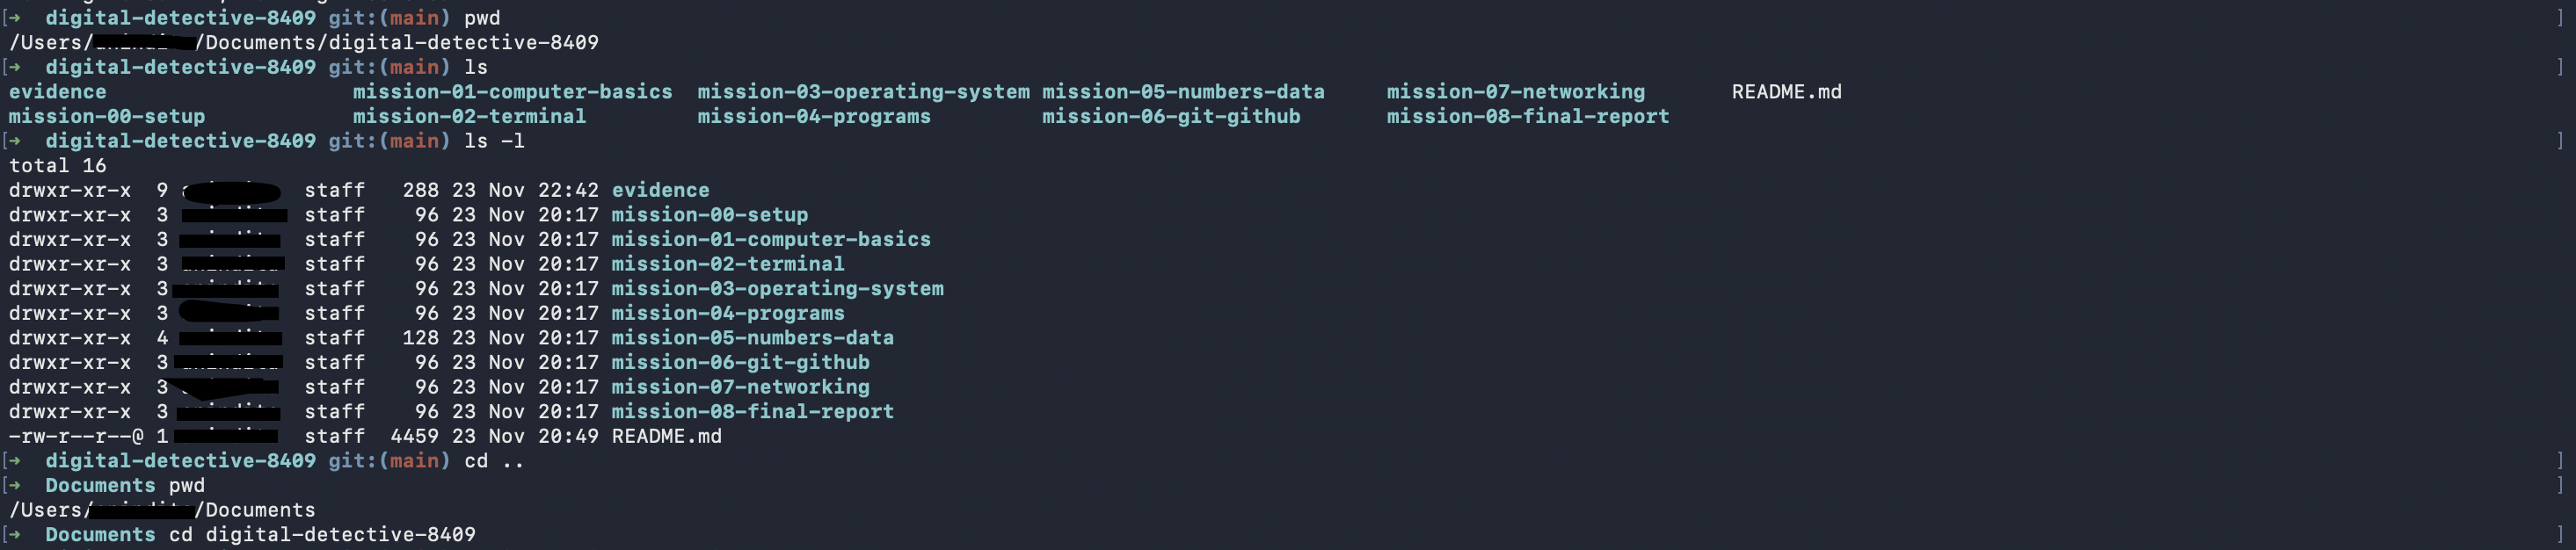 [→  digital-detective-8409 git:(main) pwd ]
/Users/ /Documents/digital-detective-8409
[→  digital-detective-8409 git:(main) ls ]
evidence mission-01-computer-basics mission-03-operating-system mission-05-numbers-data mission-07-networking README.md
mission-00-setup mission-02-terminal mission-04-programs mission-06-git-github mission-08-final-report
[→  digital-detective-8409 git:(main) ls -l ]
total 16
drwxr-xr-x 9 staff 288 23 Nov 22:42 evidence
drwxr-xr-x 3 staff 96 23 Nov 20:17 mission-00-setup
drwxr-xr-x 3 staff 96 23 Nov 20:17 mission-01-computer-basics
drwxr-xr-x 3 staff 96 23 Nov 20:17 mission-02-terminal
drwxr-xr-x 3 staff 96 23 Nov 20:17 mission-03-operating-system
drwxr-xr-x 3 staff 96 23 Nov 20:17 mission-04-programs
drwxr-xr-x 4 staff 128 23 Nov 20:17 mission-05-numbers-data
drwxr-xr-x 3 staff 96 23 Nov 20:17 mission-06-git-github
drwxr-xr-x 3 staff 96 23 Nov 20:17 mission-07-networking
drwxr-xr-x 3 staff 96 23 Nov 20:17 mission-08-final-report
-rw-r--r--@ 1 staff 4459 23 Nov 20:49 README.md
[→  digital-detective-8409 git:(main) cd .. ]
[→  Documents pwd ]
/Users/ /Documents
[→  Documents cd digital-detective-8409 ]